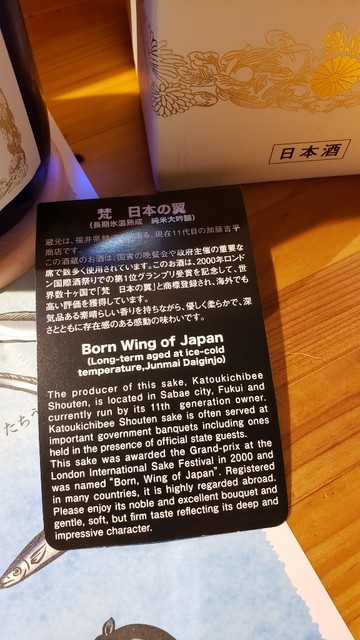 日本酒
梵　日本の翼
(長期氷温熟成　純米大吟醸)
蔵元は、福井県鯖江市にある、現在11代目の加藤吉平
商店です。
この酒蔵のお酒は、国賓の晩餐会や政府主催の重要な
席で数多く使用されています。このお酒は、2000年ロンド
ン国際酒祭りでの第1位グランプリ受賞を記念して、世
界数十ヶ国で「梵　日本の翼」と商標登録され、海外でも
高い評価を獲得しています。
気品ある素晴らしい香りを持ちながら、優しく柔らかで、深
さとともに存在感のある感動の味わいです。
Born Wing of Japan
(Long-term aged at ice-cold
temperature,Junmai Daiginjo)
The producer of this sake, Katoukichibee
Shouten, is located in Sabae city, Fukui and
currently run by its 11th generation owner.
Katoukichibee Shouten sake is often served at
important government banquets including ones
held in the presence of official state guests.
This sake was awarded the Grand-prix at the
London International Sake Festival in 2000 and
was named "Born, Wing of Japan". Registered
in many countries, it is highly regarded abroad.
Please enjoy its noble and excellent bouquet and
gentle, soft, but firm taste reflecting its deep and
impressive character.
たちう